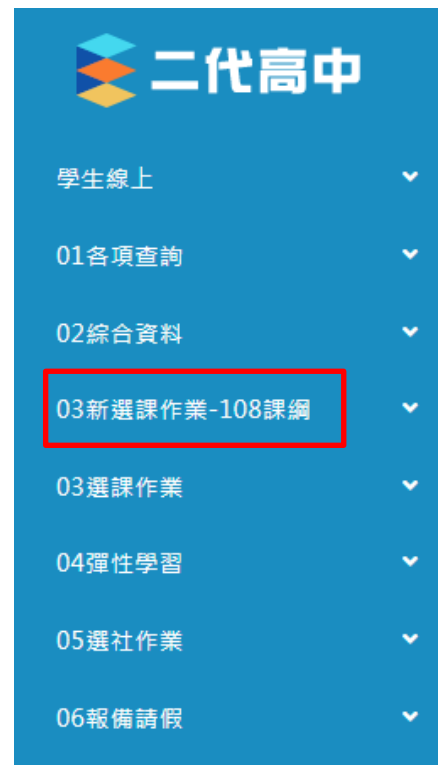 二代高中
學生線上
01各項查詢
02綜合資料
03新選課作業-108課綱
03選課作業
04彈性學習
05選社作業
06報備請假